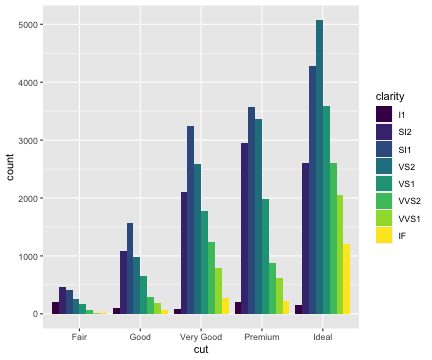 5000
4000
3000
2000
1000
0
count
Fair Good Very Good Premium Ideal
cut
clarity
I1
SI2
SI1
VS2
VS1
VVS2
VVS1
IF